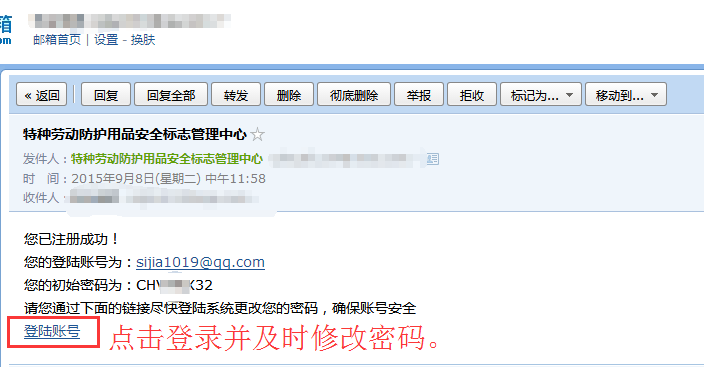 箱
om
邮箱首页 | 设置 - 换肤
« 返回 回复 回复全部 转发 删除 彻底删除 举报 拒收 标记为... 移动到...
特种劳动防护用品安全标志管理中心 ☆
发件人：特种劳动防护用品安全标志管理中心
时 间：2015年9月8日(星期二) 中午11:58
收件人：
您已注册成功！
您的登陆账号为：sijia1019@qq.com
您的初始密码为：CHV X32
请您通过下面的链接尽快登陆系统更改您的密码，确保账号安全
登陆账号 点击登录并及时修改密码。